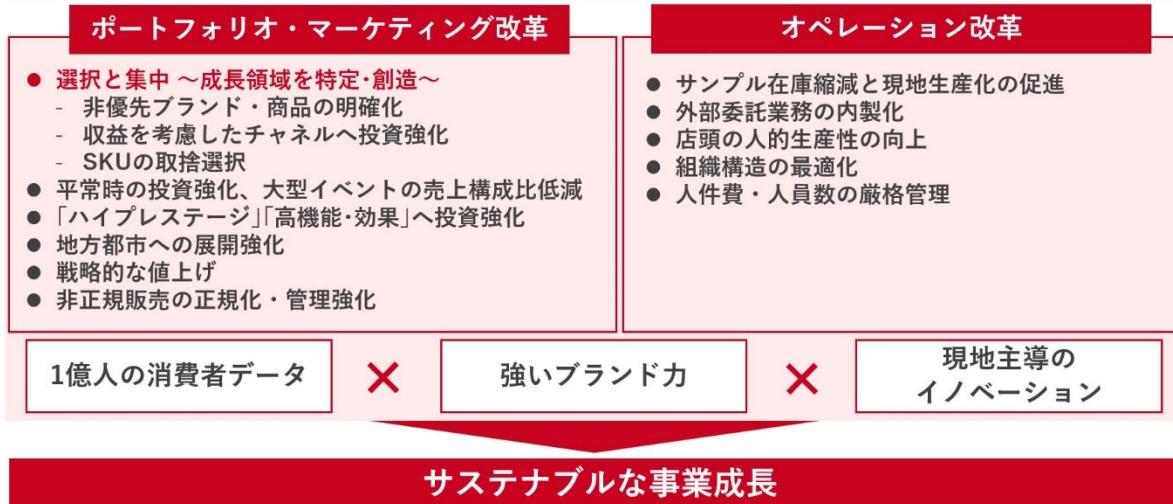 ポートフォリオ・マーケティング改革
● 選択と集中 ～成長領域を特定・創造～
- 非優先ブランド・商品の明確化
- 収益を考慮したチャネルへ投資強化
- SKUの取捨選択
● 平常時の投資強化、大型イベントの売上構成比低減
● 「ハイプレステージ」「高機能・効果」へ投資強化
● 地方都市への展開強化
● 戦略的な値上げ
● 非正規販売の正規化・管理強化
オペレーション改革
● サンプル在庫縮減と現地生産化の促進
● 外部委託業務の内製化
● 店頭の人的生産性の向上
● 組織構造の最適化
● 人件費・人員数の厳格管理
1億人の消費者データ
×
強いブランド力
×
現地主導の
イノベーション
サステナブルな事業成長